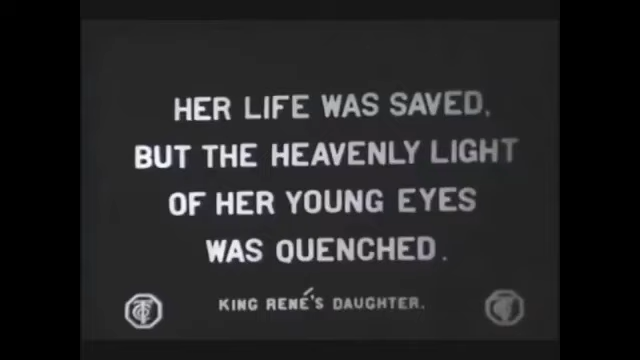 HER LIFE WAS SAVED,
BUT THE HEAVENLY LIGHT
OF HER YOUNG EYES
WAS QUENCHED.
KING RENÉ'S DAUGHTER.